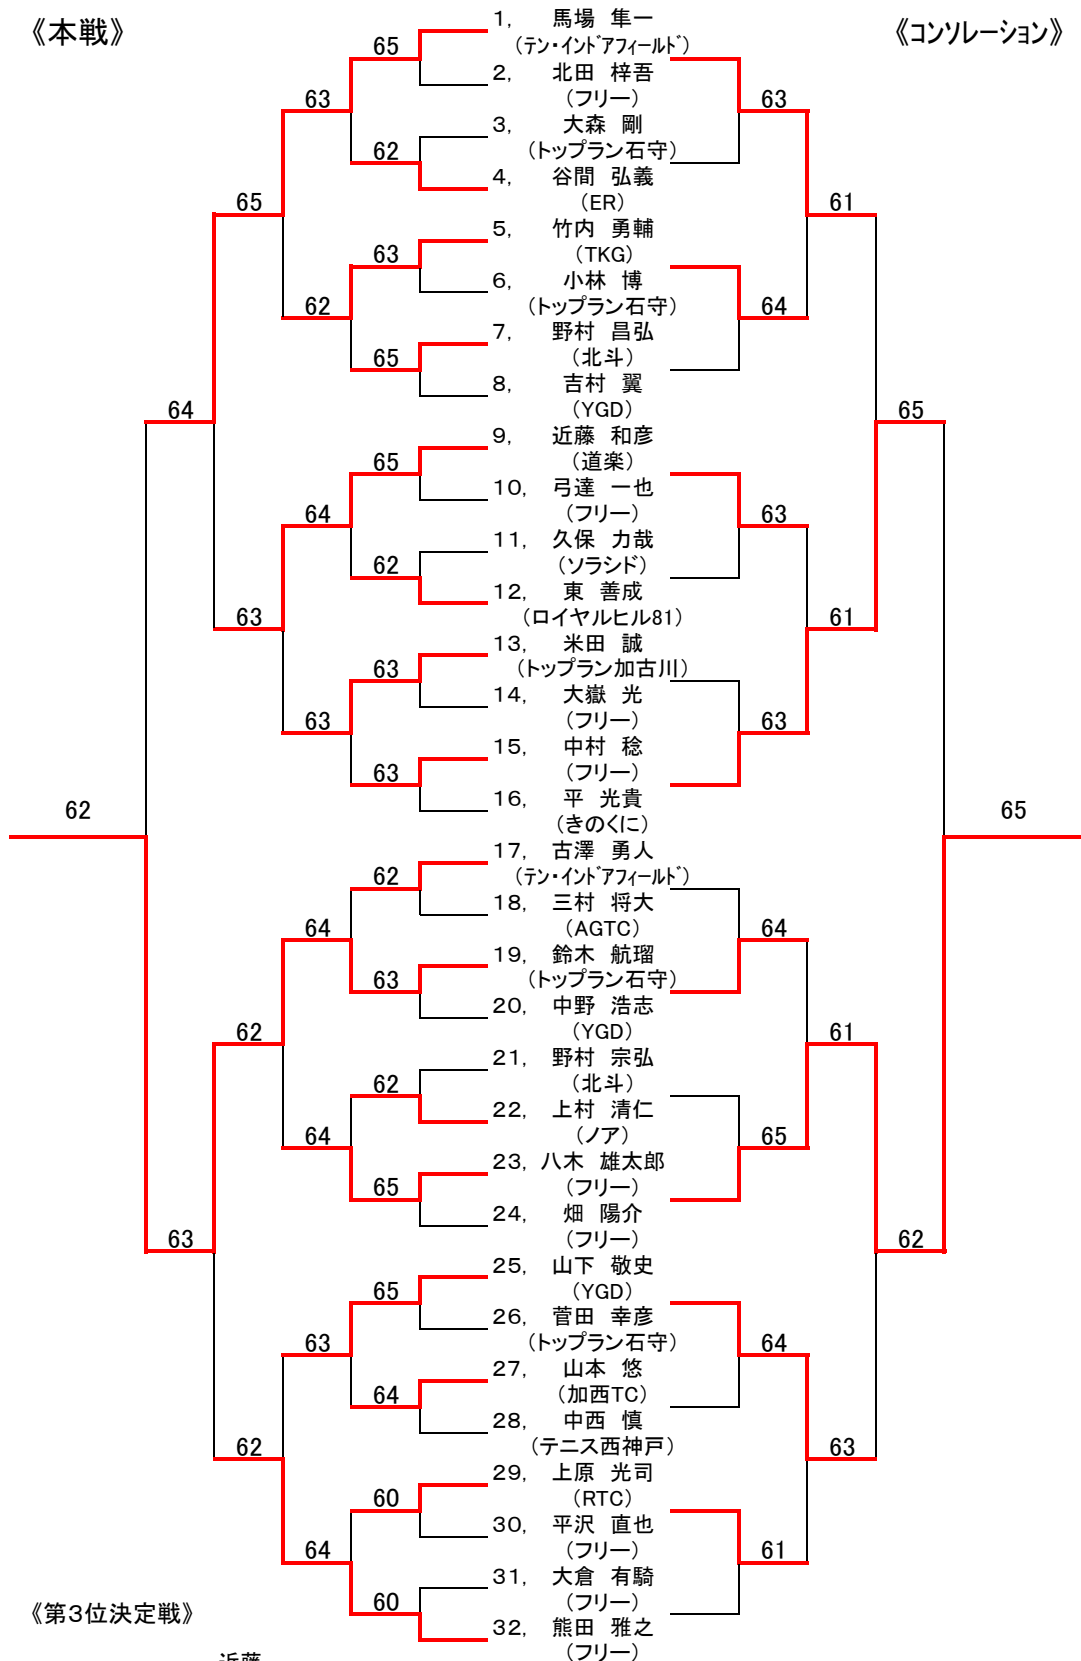 《本戦》
《コンソレーション》
1, 馬場 隼一
65
(テン・インドアフィールド)
2, 北田 梓吾
63
(フリー)
63
3, 大森 剛
62
(トップラン石守)
4, 谷間 弘義
65
(ER)
61
5, 竹内 勇輔
63
(TKG)
6, 小林 博
62
(トップラン石守)
64
7, 野村 昌弘
65
(北斗)
8, 吉村 翼
64
(YGD)
65
9, 近藤 和彦
65
(道楽)
10, 弓達 一也
64
(フリー)
63
11, 久保 力哉
62
(ソラシド)
12, 東 善成
63
(ロイヤルヒル81)
61
13, 米田 誠
63
(トップラン加古川)
14, 大嶽 光
63
(フリー)
63
15, 中村 稔
63
(フリー)
16, 平 光貴
62
(きのくに)
65
17, 古澤 勇人
62
(テン・インドアフィールド)
18, 三村 将大
64
(AGTC)
64
19, 鈴木 航瑠
63
(トップラン石守)
20, 中野 浩志
62
(YGD)
61
21, 野村 宗弘
62
(北斗)
22, 上村 清仁
64
(ノア)
65
23, 八木 雄太郎
65
(フリー)
24, 畑 陽介
63
(フリー)
62
25, 山下 敬史
65
(YGD)
26, 菅田 幸彦
63
(トップラン石守)
64
27, 山本 悠
64
(加西TC)
28, 中西 慎
62
(テニス西神戸)
63
29, 上原 光司
60
(RTC)
30, 平沢 直也
64
(フリー)
61
31, 大倉 有騎
60
(フリー)
《第3位決定戦》
32, 熊田 雅之
(フリー)
近藤